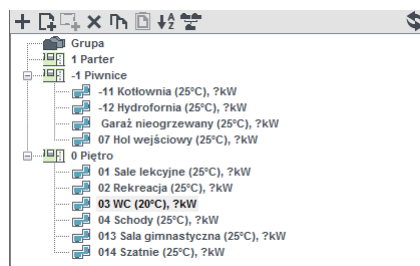 Grupa
1 Parter
-1 Piwnice
-11 Kotłownia (25°C), ?kW
-12 Hydrofornia (25°C), ?kW
Garaż nieogrzewany (25°C), ?kW
07 Hol wejściowy (25°C), ?kW
0 Piętro
01 Sale lekcyjne (25°C), ?kW
02 Rekreacja (25°C), ?kW
03 WC (20°C), ?kW
04 Schody (25°C), ?kW
013 Sala gimnastyczna (25°C), ?kW
014 Szatnie (25°C), ?kW